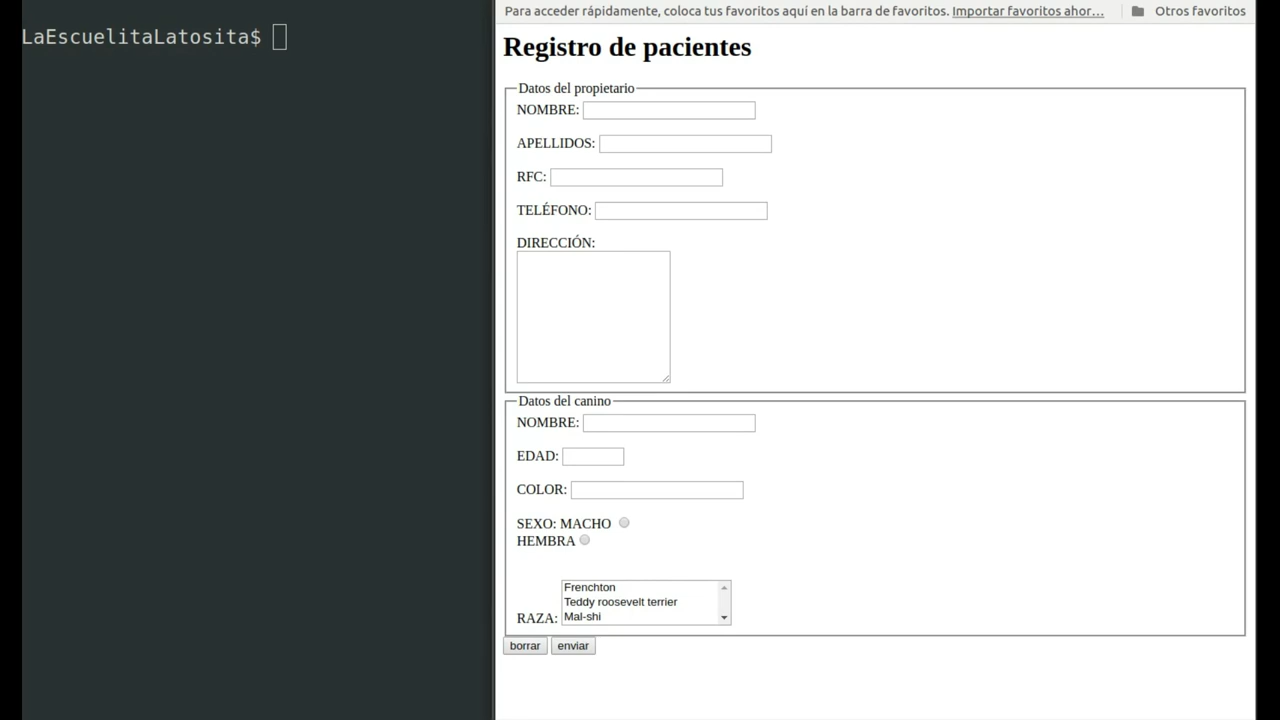 LaEscuelitaLatosita$
Para acceder rápidamente, coloca tus favoritos aquí en la barra de favoritos. Importar favoritos ahor… Otros favoritos
Registro de pacientes
Datos del propietario
NOMBRE:
APELLIDOS:
RFC:
TELÉFONO:
DIRECCIÓN:
Datos del canino
NOMBRE:
EDAD:
COLOR:
SEXO: MACHO
HEMBRA
Frenchton
Teddy roosevelt terrier
Mal-shi
RAZA:
borrar enviar